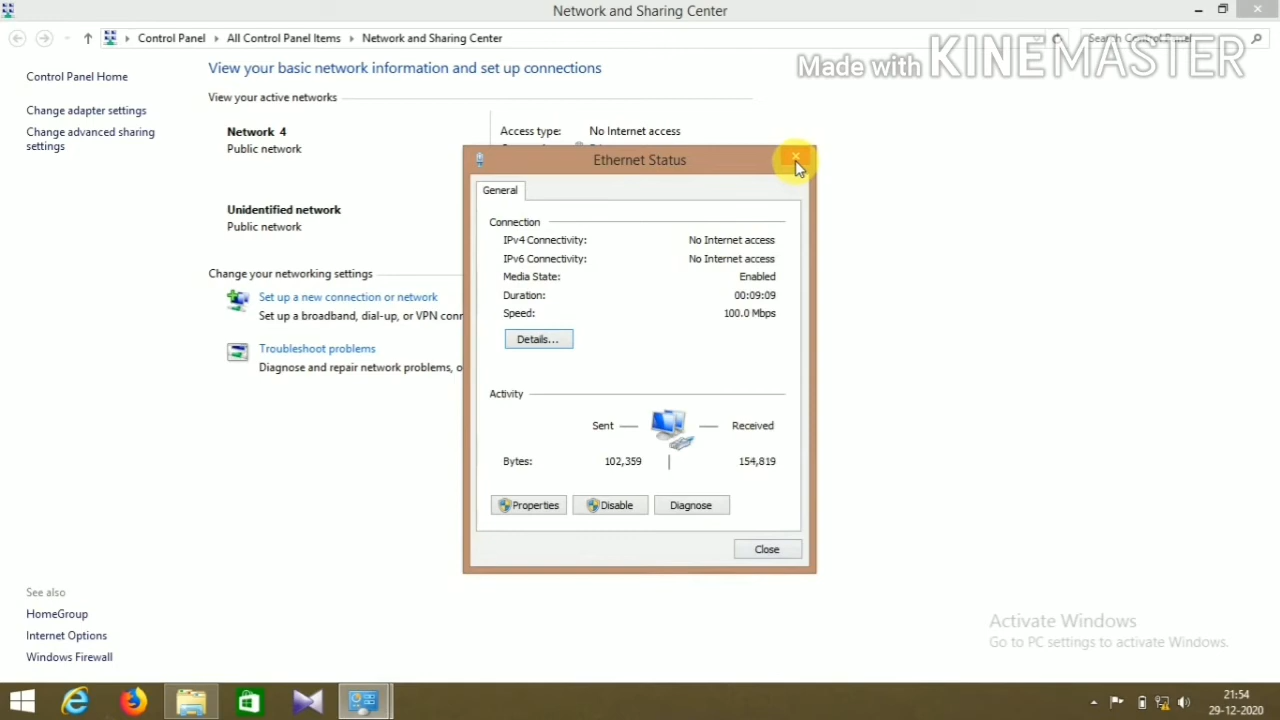 Network and Sharing Center
Control Panel
All Control Panel Items
Network and Sharing Center
Search Control Panel
Made with KINEMASTER
Control Panel Home
Change adapter settings
Change advanced sharing
settings
View your basic network information and set up connections
View your active networks
Network 4
Public network
Access type: No Internet access
Unidentified network
Public network
Change your networking settings
Set up a new connection or network
Set up a broadband, dial-up, or VPN
Troubleshoot problems
Diagnose and repair network problems,
Ethernet Status
General
Connection
IPv4 Connectivity: No Internet access
IPv6 Connectivity: No Internet access
Media State: Enabled
Duration: 00:09:09
Speed: 100.0 Mbps
Details...
Activity
Sent Received
Bytes: 102,359 154,819
Properties Disable Diagnose
Close
See also
HomeGroup
Internet Options
Windows Firewall
Activate Windows
Go to PC settings to activate Windows.
21:54
29-12-2020